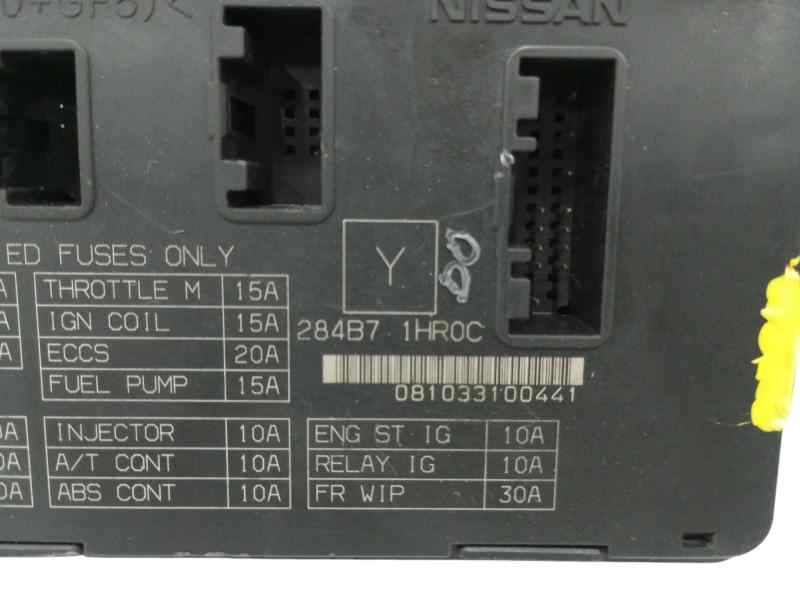 NISSAN
ED FUSES ONLY
Y
THROTTLE M 15A
IGN COIL 15A
ECCS 20A
FUEL PUMP 15A
284B7 1HR0C
081033100441
INJECTOR 10A
A/T CONT 10A
ABS CONT 10A
ENG ST IG 10A
RELAY IG 10A
FR WIP 30A